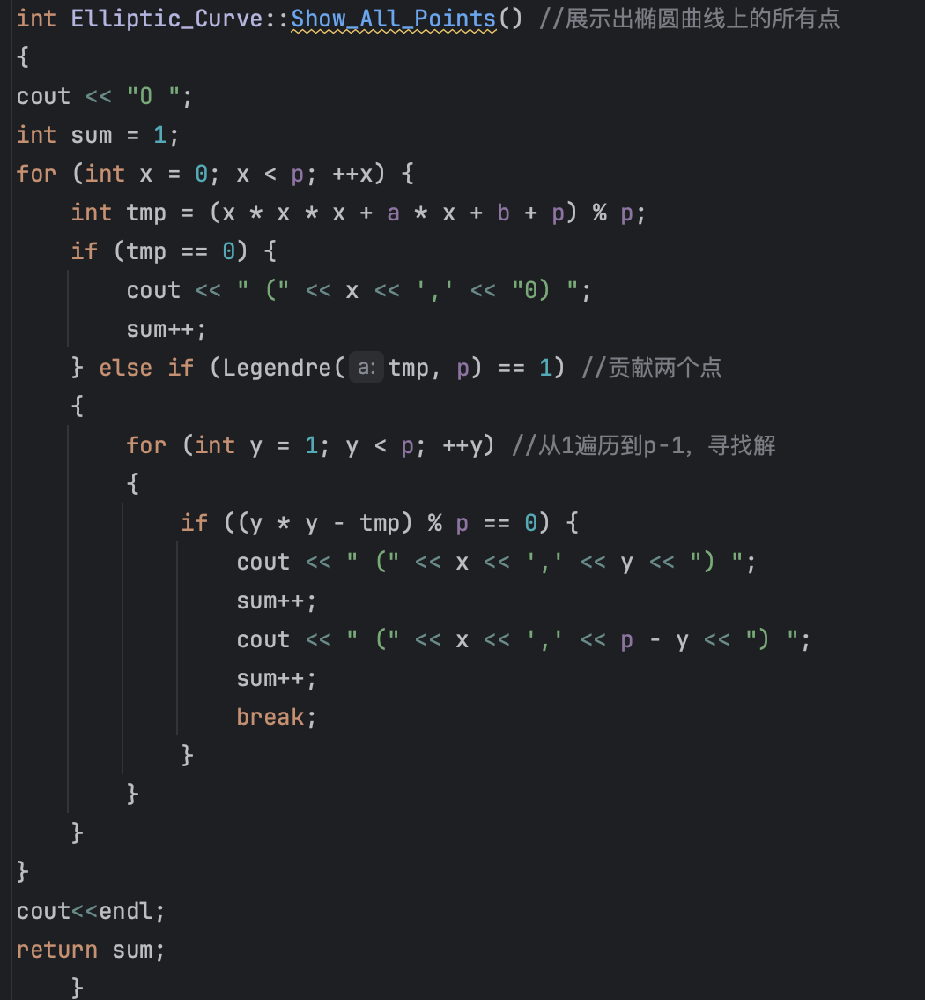 int Elliptic_Curve::Show_All_Points() //展示出椭圆曲线上的所有点
{
cout << "O ";
int sum = 1;
for (int x = 0; x < p; ++x) {
    int tmp = (x * x * x + a * x + b + p) % p;
    if (tmp == 0) {
        cout << " (" << x << ',' << "0) ";
        sum++;
    } else if (Legendre( a: tmp, p) == 1) //贡献两个点
    {
        for (int y = 1; y < p; ++y) //从1遍历到p-1，寻找解
        {
            if ((y * y - tmp) % p == 0) {
                cout << " (" << x << ',' << y << ") ";
                sum++;
                cout << " (" << x << ',' << p - y << ") ";
                sum++;
                break;
            }
        }
    }
}
cout<<endl;
return sum;
    }